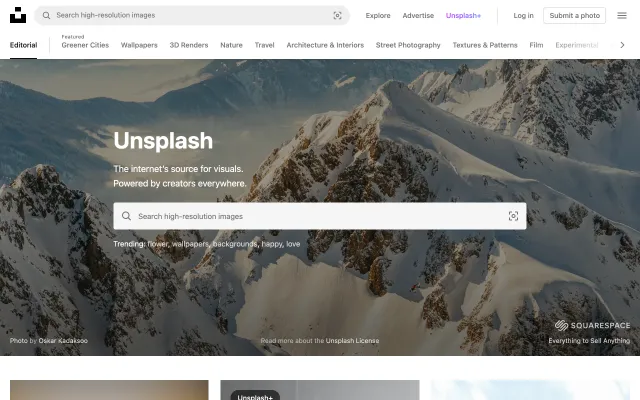 Search high-resolution images
Explore
Advertise
Unsplash+
Log in
Submit a photo
Editorial
Featured
Greener Cities
Wallpapers
3D Renders
Nature
Travel
Architecture & Interiors
Street Photography
Textures & Patterns
Film
Experimental
Unsplash
The internet's source for visuals.
Powered by creators everywhere.
Search high-resolution images
Trending: flower, wallpapers, backgrounds, happy, love
SQUARESPACE
Photo by Oskar Kadaksoo
Read more about the Unsplash License
Everything to Sell Anything
Unsplash+